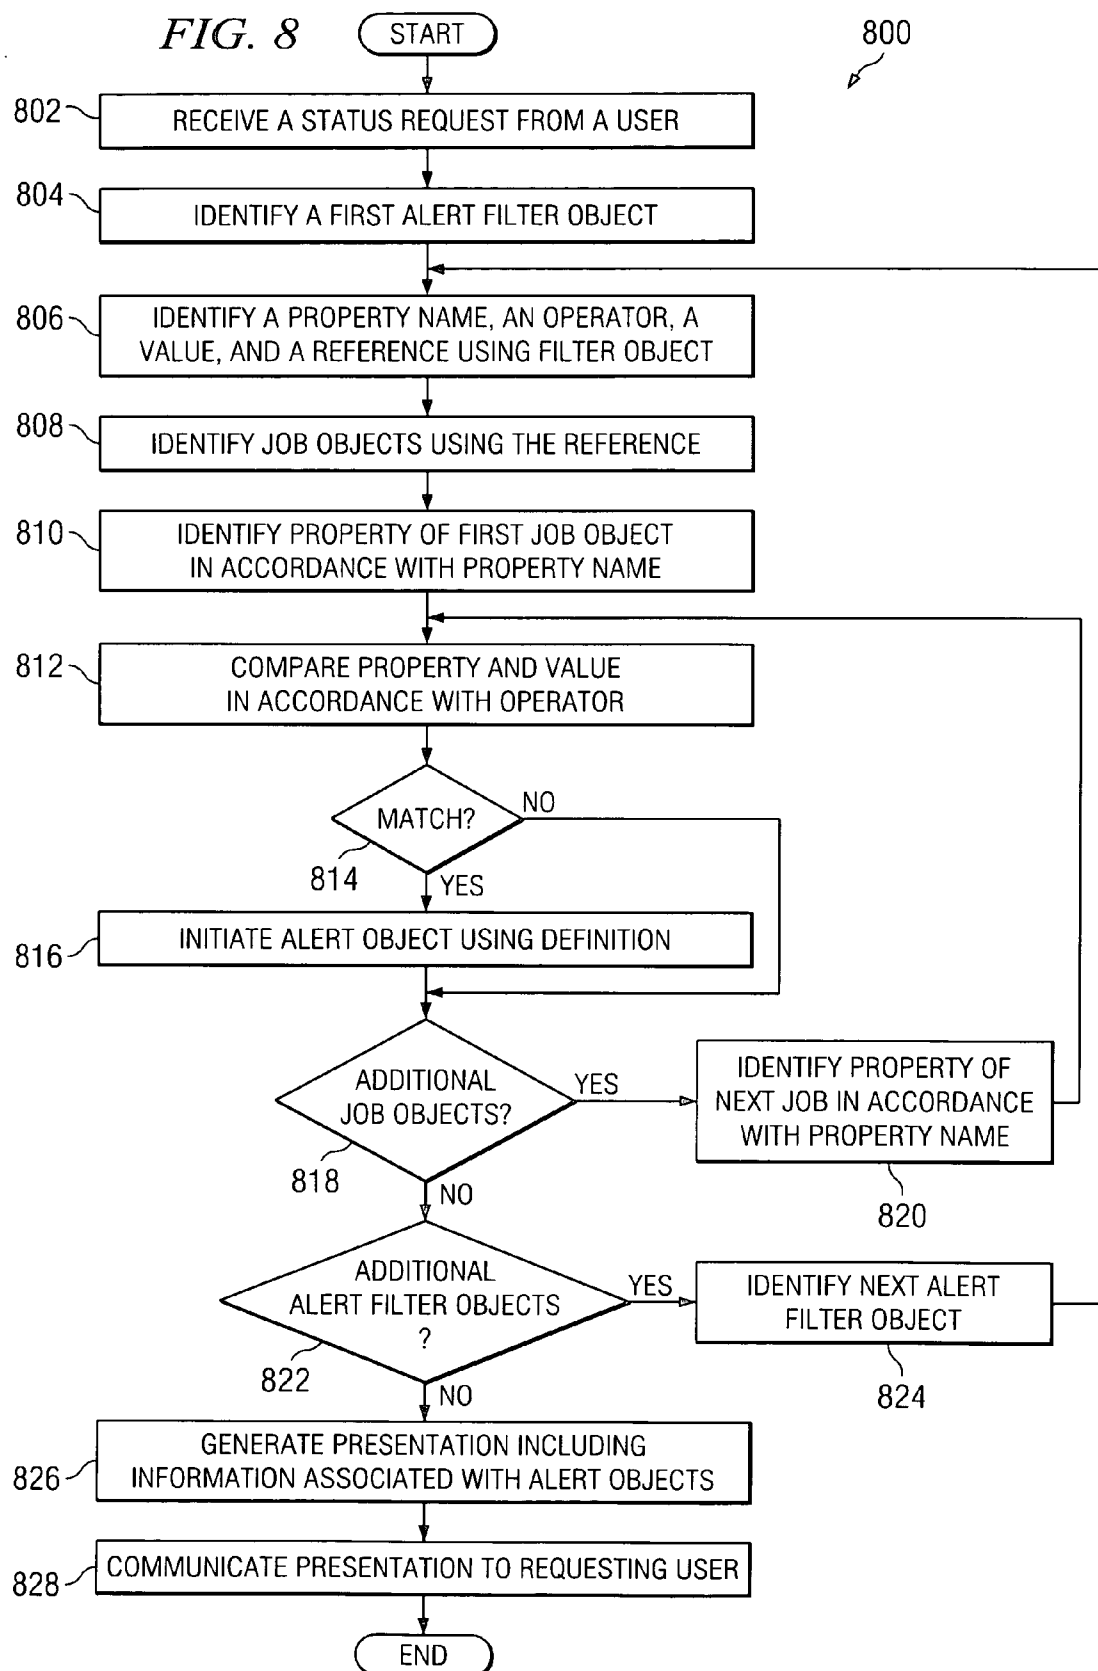 FIG. 8
START
800
802
RECEIVE A STATUS REQUEST FROM A USER
804
IDENTIFY A FIRST ALERT FILTER OBJECT
806
IDENTIFY A PROPERTY NAME, AN OPERATOR, A
VALUE, AND A REFERENCE USING FILTER OBJECT
808
IDENTIFY JOB OBJECTS USING THE REFERENCE
810
IDENTIFY PROPERTY OF FIRST JOB OBJECT
IN ACCORDANCE WITH PROPERTY NAME
812
COMPARE PROPERTY AND VALUE
IN ACCORDANCE WITH OPERATOR
MATCH?
NO
814
YES
816
INITIATE ALERT OBJECT USING DEFINITION
ADDITIONAL
JOB OBJECTS?
YES
818
NO
IDENTIFY PROPERTY OF
NEXT JOB IN ACCORDANCE
WITH PROPERTY NAME
820
ADDITIONAL
ALERT FILTER OBJECTS
?
YES
822
NO
IDENTIFY NEXT ALERT
FILTER OBJECT
824
826
GENERATE PRESENTATION INCLUDING
INFORMATION ASSOCIATED WITH ALERT OBJECTS
828
COMMUNICATE PRESENTATION TO REQUESTING USER
END